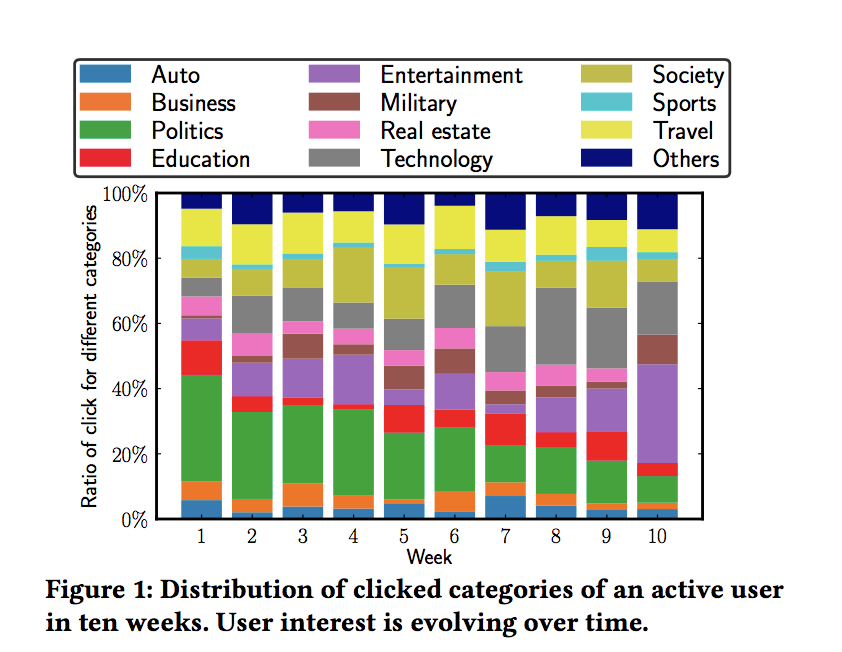 Auto Entertainment Society
Business Military Sports
Politics Real estate Travel
Education Technology Others
100%
80%
60%
40%
20%
0%
Ratio of click for different categories
1 2 3 4 5 6 7 8 9 10
Week
Figure 1: Distribution of clicked categories of an active user
in ten weeks. User interest is evolving over time.